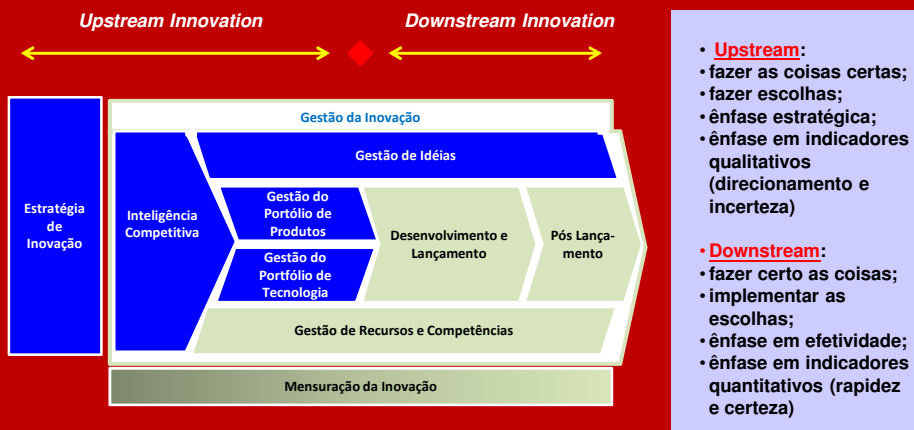 Upstream Innovation
Downstream Innovation
Gestão da Inovação
Gestão de Idéias
Estratégia
de
Inovação
Inteligência
Competitiva
Gestão do
Portólio de
Produtos
Gestão do
Portfólio de
Tecnologia
Desenvolvimento e
Lançamento
Pós Lança-
mento
Gestão de Recursos e Competências
Mensuração da Inovação
• Upstream:
• fazer as coisas certas;
• fazer escolhas;
• ênfase estratégica;
• ênfase em indicadores
qualitativos
(direcionamento e
incerteza)
• Downstream:
• fazer certo as coisas;
• implementar as
escolhas;
• ênfase em efetividade;
• ênfase em indicadores
quantitativos (rapidez
e certeza)